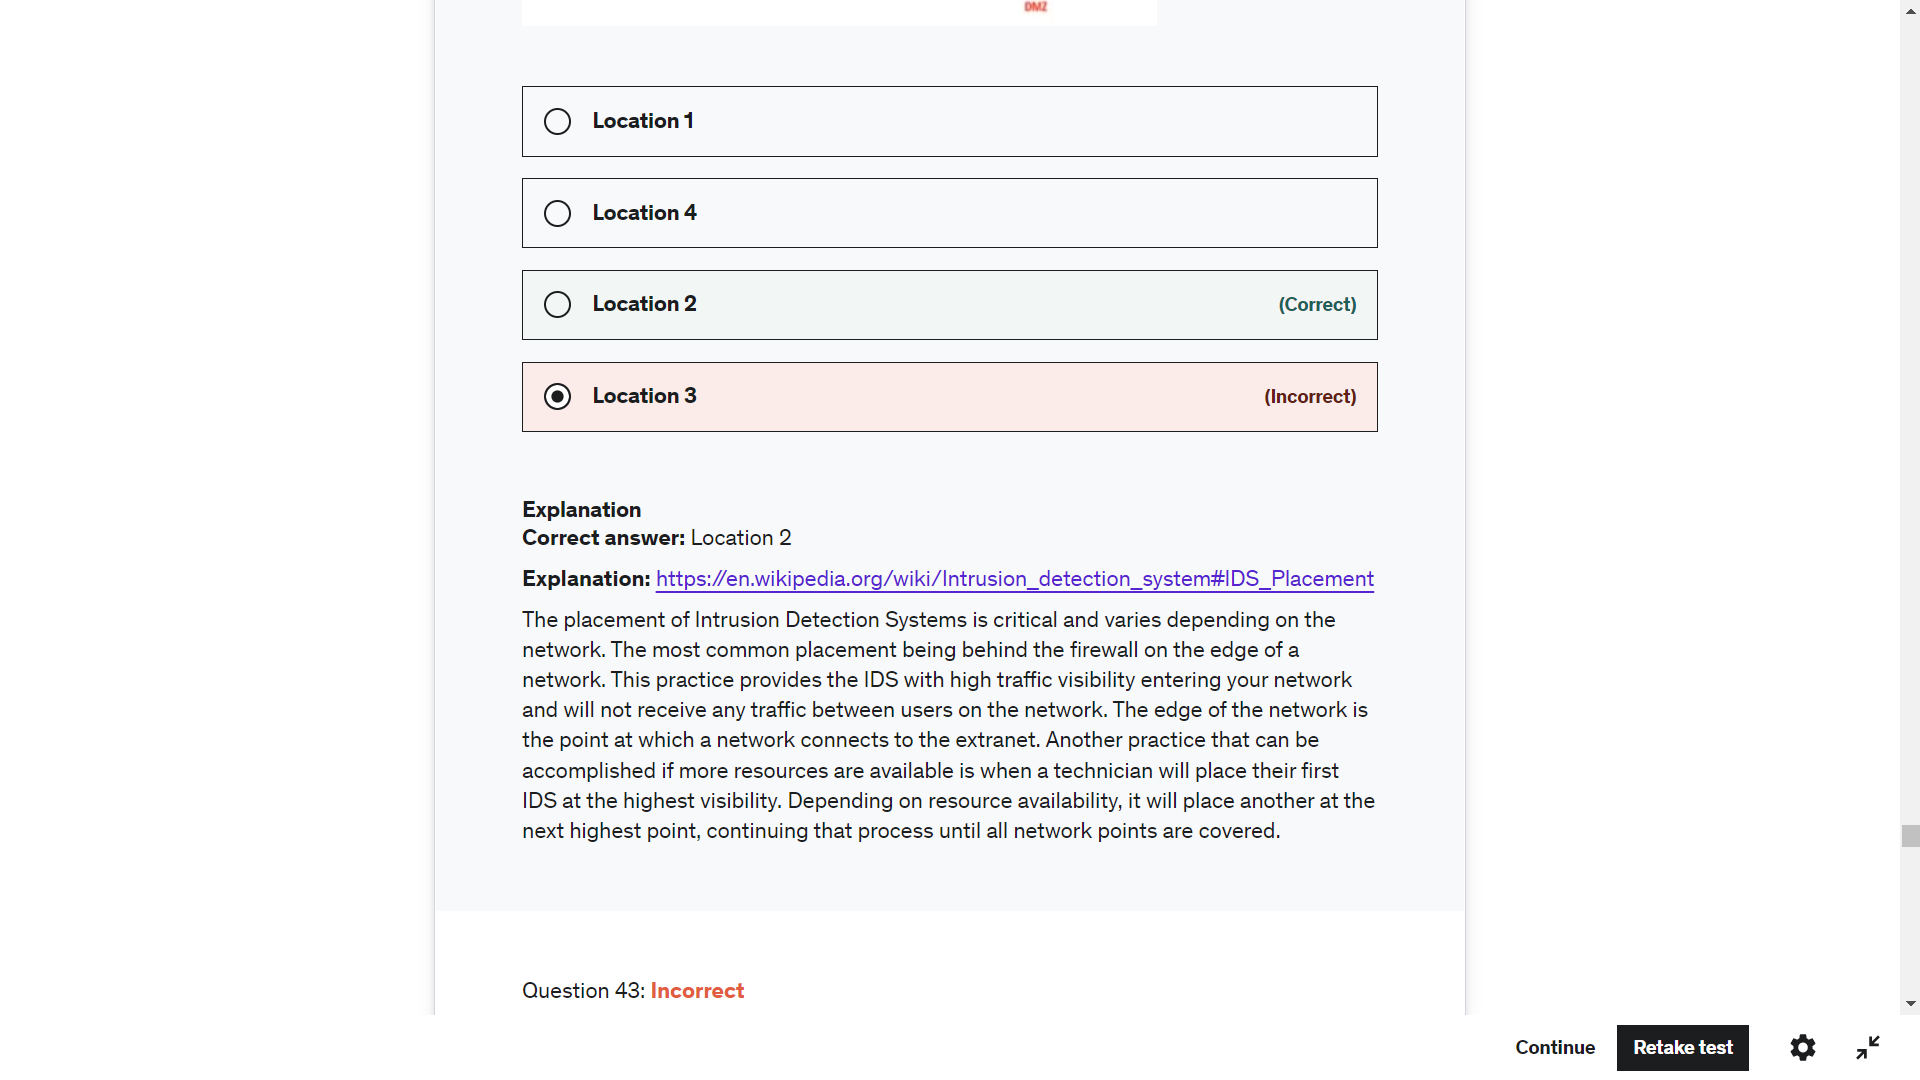 DMZ
Location 1
Location 4
Location 2
(Correct)
Location 3
(Incorrect)
Explanation
Correct answer: Location 2
Explanation: https://en.wikipedia.org/wiki/Intrusion_detection_system#IDS_Placement
The placement of Intrusion Detection Systems is critical and varies depending on the
network. The most common placement being behind the firewall on the edge of a
network. This practice provides the IDS with high traffic visibility entering your network
and will not receive any traffic between users on the network. The edge of the network is
the point at which a network connects to the extranet. Another practice that can be
accomplished if more resources are available is when a technician will place their first
IDS at the highest visibility. Depending on resource availability, it will place another at the
next highest point, continuing that process until all network points are covered.
Question 43: Incorrect
Continue
Retake test